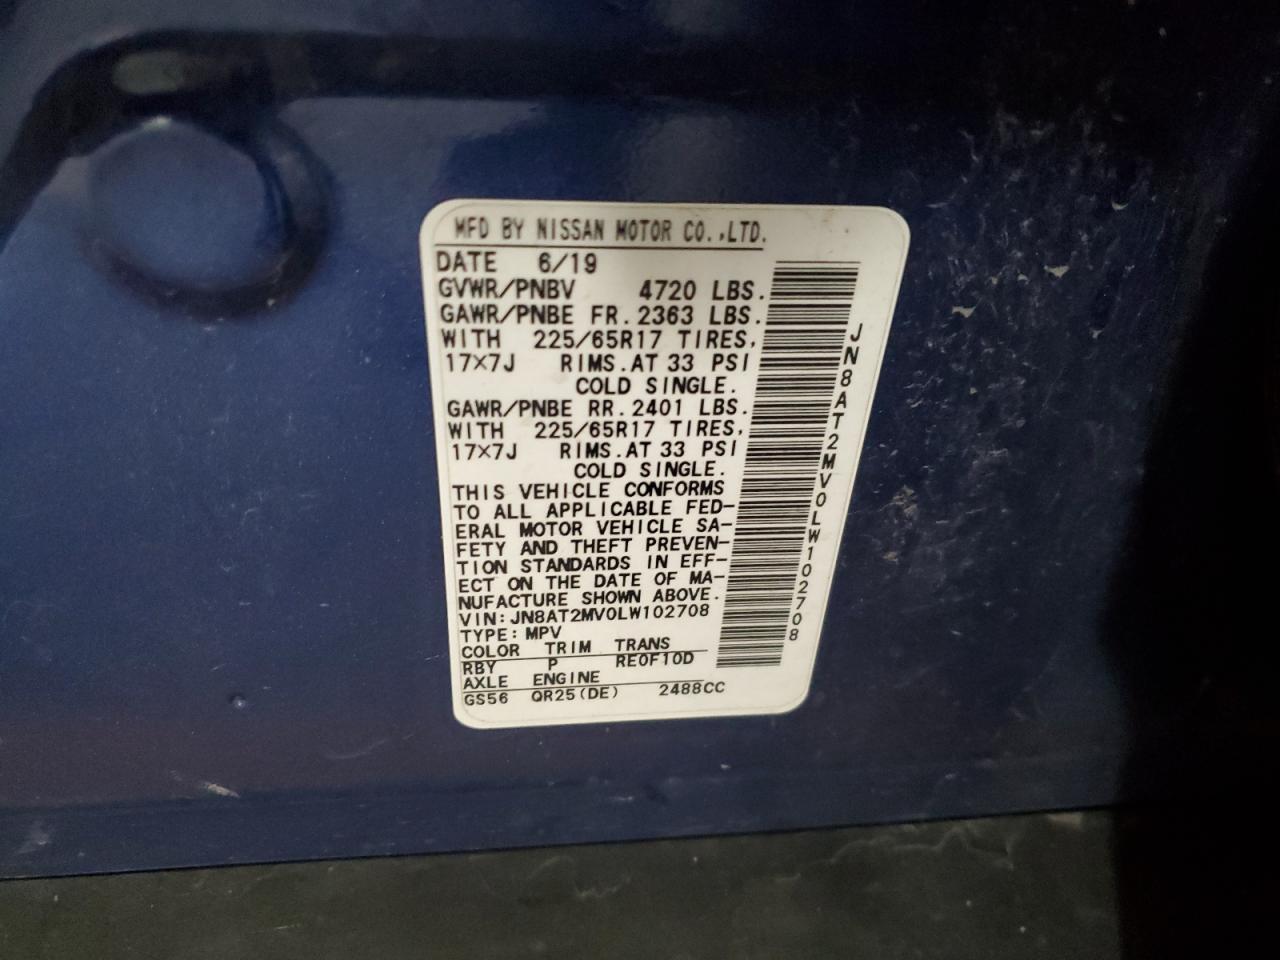 MFD BY NISSAN MOTOR CO.,LTD.
DATE 6/19
GVWR/PNBV 4720 LBS.
GAWR/PNBE FR.2363 LBS.
WITH 225/65R17 TIRES,
17×7J RIMS.AT 33 PSI
COLD SINGLE.
GAWR/PNBE RR.2401 LBS.
WITH 225/65R17 TIRES,
17×7J RIMS.AT 33 PSI
COLD SINGLE.
THIS VEHICLE CONFORMS
TO ALL APPLICABLE FED-
ERAL MOTOR VEHICLE SA-
FETY AND THEFT PREVEN-
TION STANDARDS IN EFF-
ECT ON THE DATE OF MA-
NUFACTURE SHOWN ABOVE.
VIN:JN8AT2MV0LW102708
TYPE:MPV
COLOR TRIM TRANS
RBY P RE0F10D
AXLE ENGINE
GS56 QR25(DE) 2488CC
JN8AT2MV0LW102708